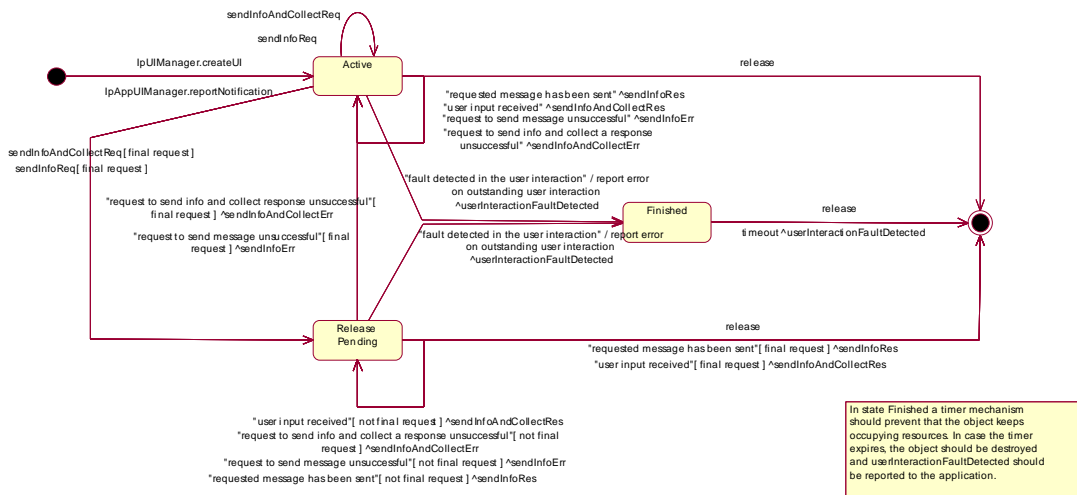 sendInfoAndCollectReq
sendInfoReq
IpUIManager.createUI
Active
release
IpAppUIManager.reportNotification
"requested message has been sent" ^sendInfoRes
"user input received" ^sendInfoAndCollectRes
"request to send message unsuccessful" ^sendInfoErr
"request to send info and collect a response
unsuccessful" ^sendInfoAndCollectErr
sendInfoAndCollectReq[ final request ]
sendInfoReq[ final request ]
"fault detected in the user interaction" / report error
on outstanding user interaction
^userInteractionFaultDetected
"request to send info and collect response unsuccessful"[
final request ] ^sendInfoAndCollectErr
Finished
release
"request to send message unsuccessful"[ final
request ] ^sendInfoErr
"fault detected in the user interaction" / report error
on outstanding user interaction
^userInteractionFaultDetected
timeout ^userInteractionFaultDetected
Release
Pending
release
"requested message has been sent"[ final request ] ^sendInfoRes
"user input received"[ final request ] ^sendInfoAndCollectRes
"user input received"[ not final request ] ^sendInfoAndCollectRes
"request to send info and collect a response unsuccessful"[ not final
request ] ^sendInfoAndCollectErr
"request to send message unsuccessful"[ not final request ] ^sendInfoErr
"requested message has been sent"[ not final request ] ^sendInfoRes
In state Finished a timer mechanism
should prevent that the object keeps
occupying resources. In case the timer
expires, the object should be destroyed
and userInteractionFaultDetected should
be reported to the application.